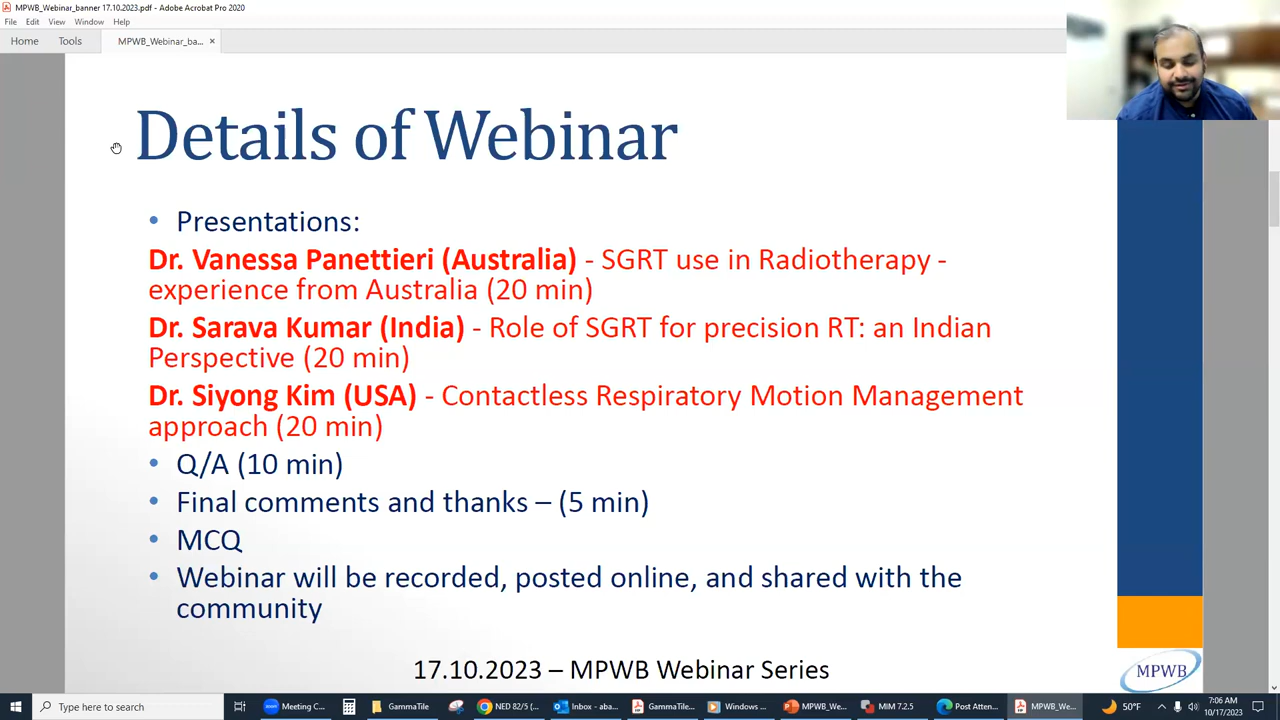 MPWB_Webinar_banner 17.10.2023.pdf - Adobe Acrobat Pro 2020
File Edit View Window Help
Home Tools MPWB_Webinar_ba... ×
Details of Webinar
• Presentations:
Dr. Vanessa Panettieri (Australia) - SGRT use in Radiotherapy -
experience from Australia (20 min)
Dr. Sarava Kumar (India) - Role of SGRT for precision RT: an Indian
Perspective (20 min)
Dr. Siyong Kim (USA) - Contactless Respiratory Motion Management
approach (20 min)
• Q/A (10 min)
• Final comments and thanks – (5 min)
• MCQ
• Webinar will be recorded, posted online, and shared with the
community
17.10.2023 – MPWB Webinar Series
MPWB
Type here to search
Meeting C...
GammaTile
NED 82/5 (...
Inbox - aba...
GammaTile...
Windows ...
MPWB_We...
MIM 7.2.5
Post Atten...
MPWB_We...
50°F
7:06 AM
10/17/2023